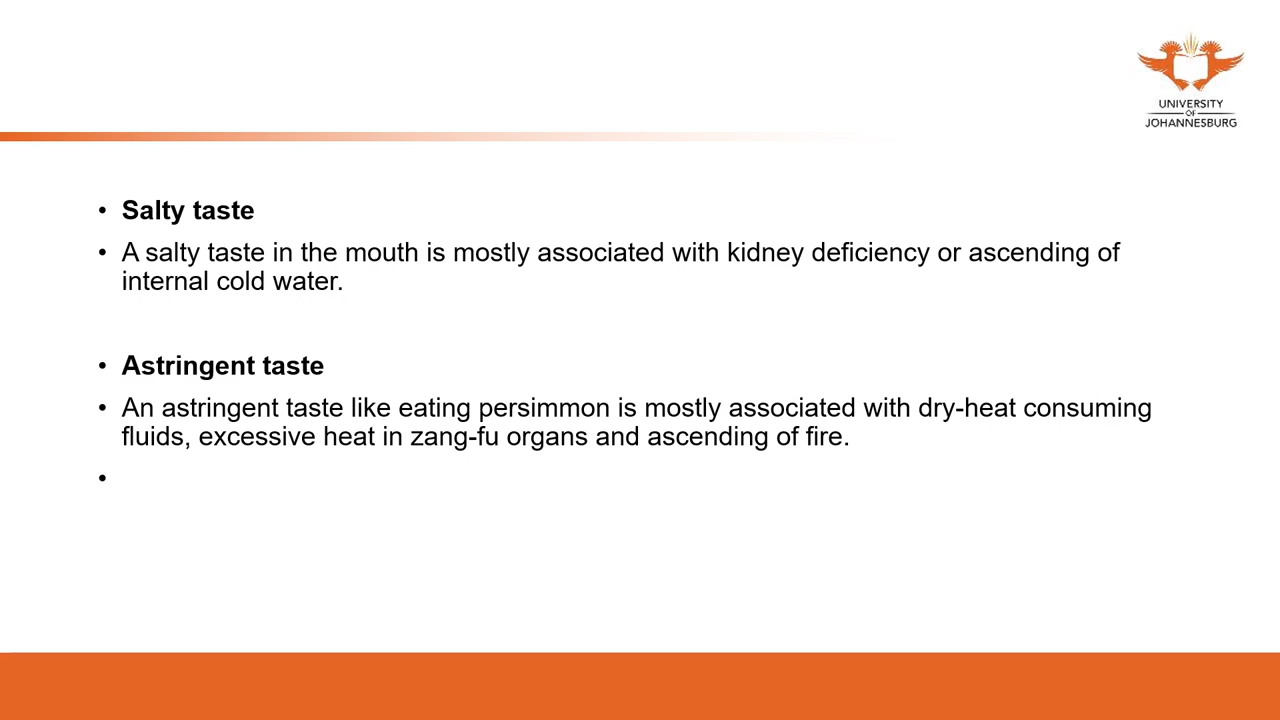 UNIVERSITY
OF
JOHANNESBURG
• Salty taste
• A salty taste in the mouth is mostly associated with kidney deficiency or ascending of
internal cold water.
• Astringent taste
• An astringent taste like eating persimmon is mostly associated with dry-heat consuming
fluids, excessive heat in zang-fu organs and ascending of fire.
•